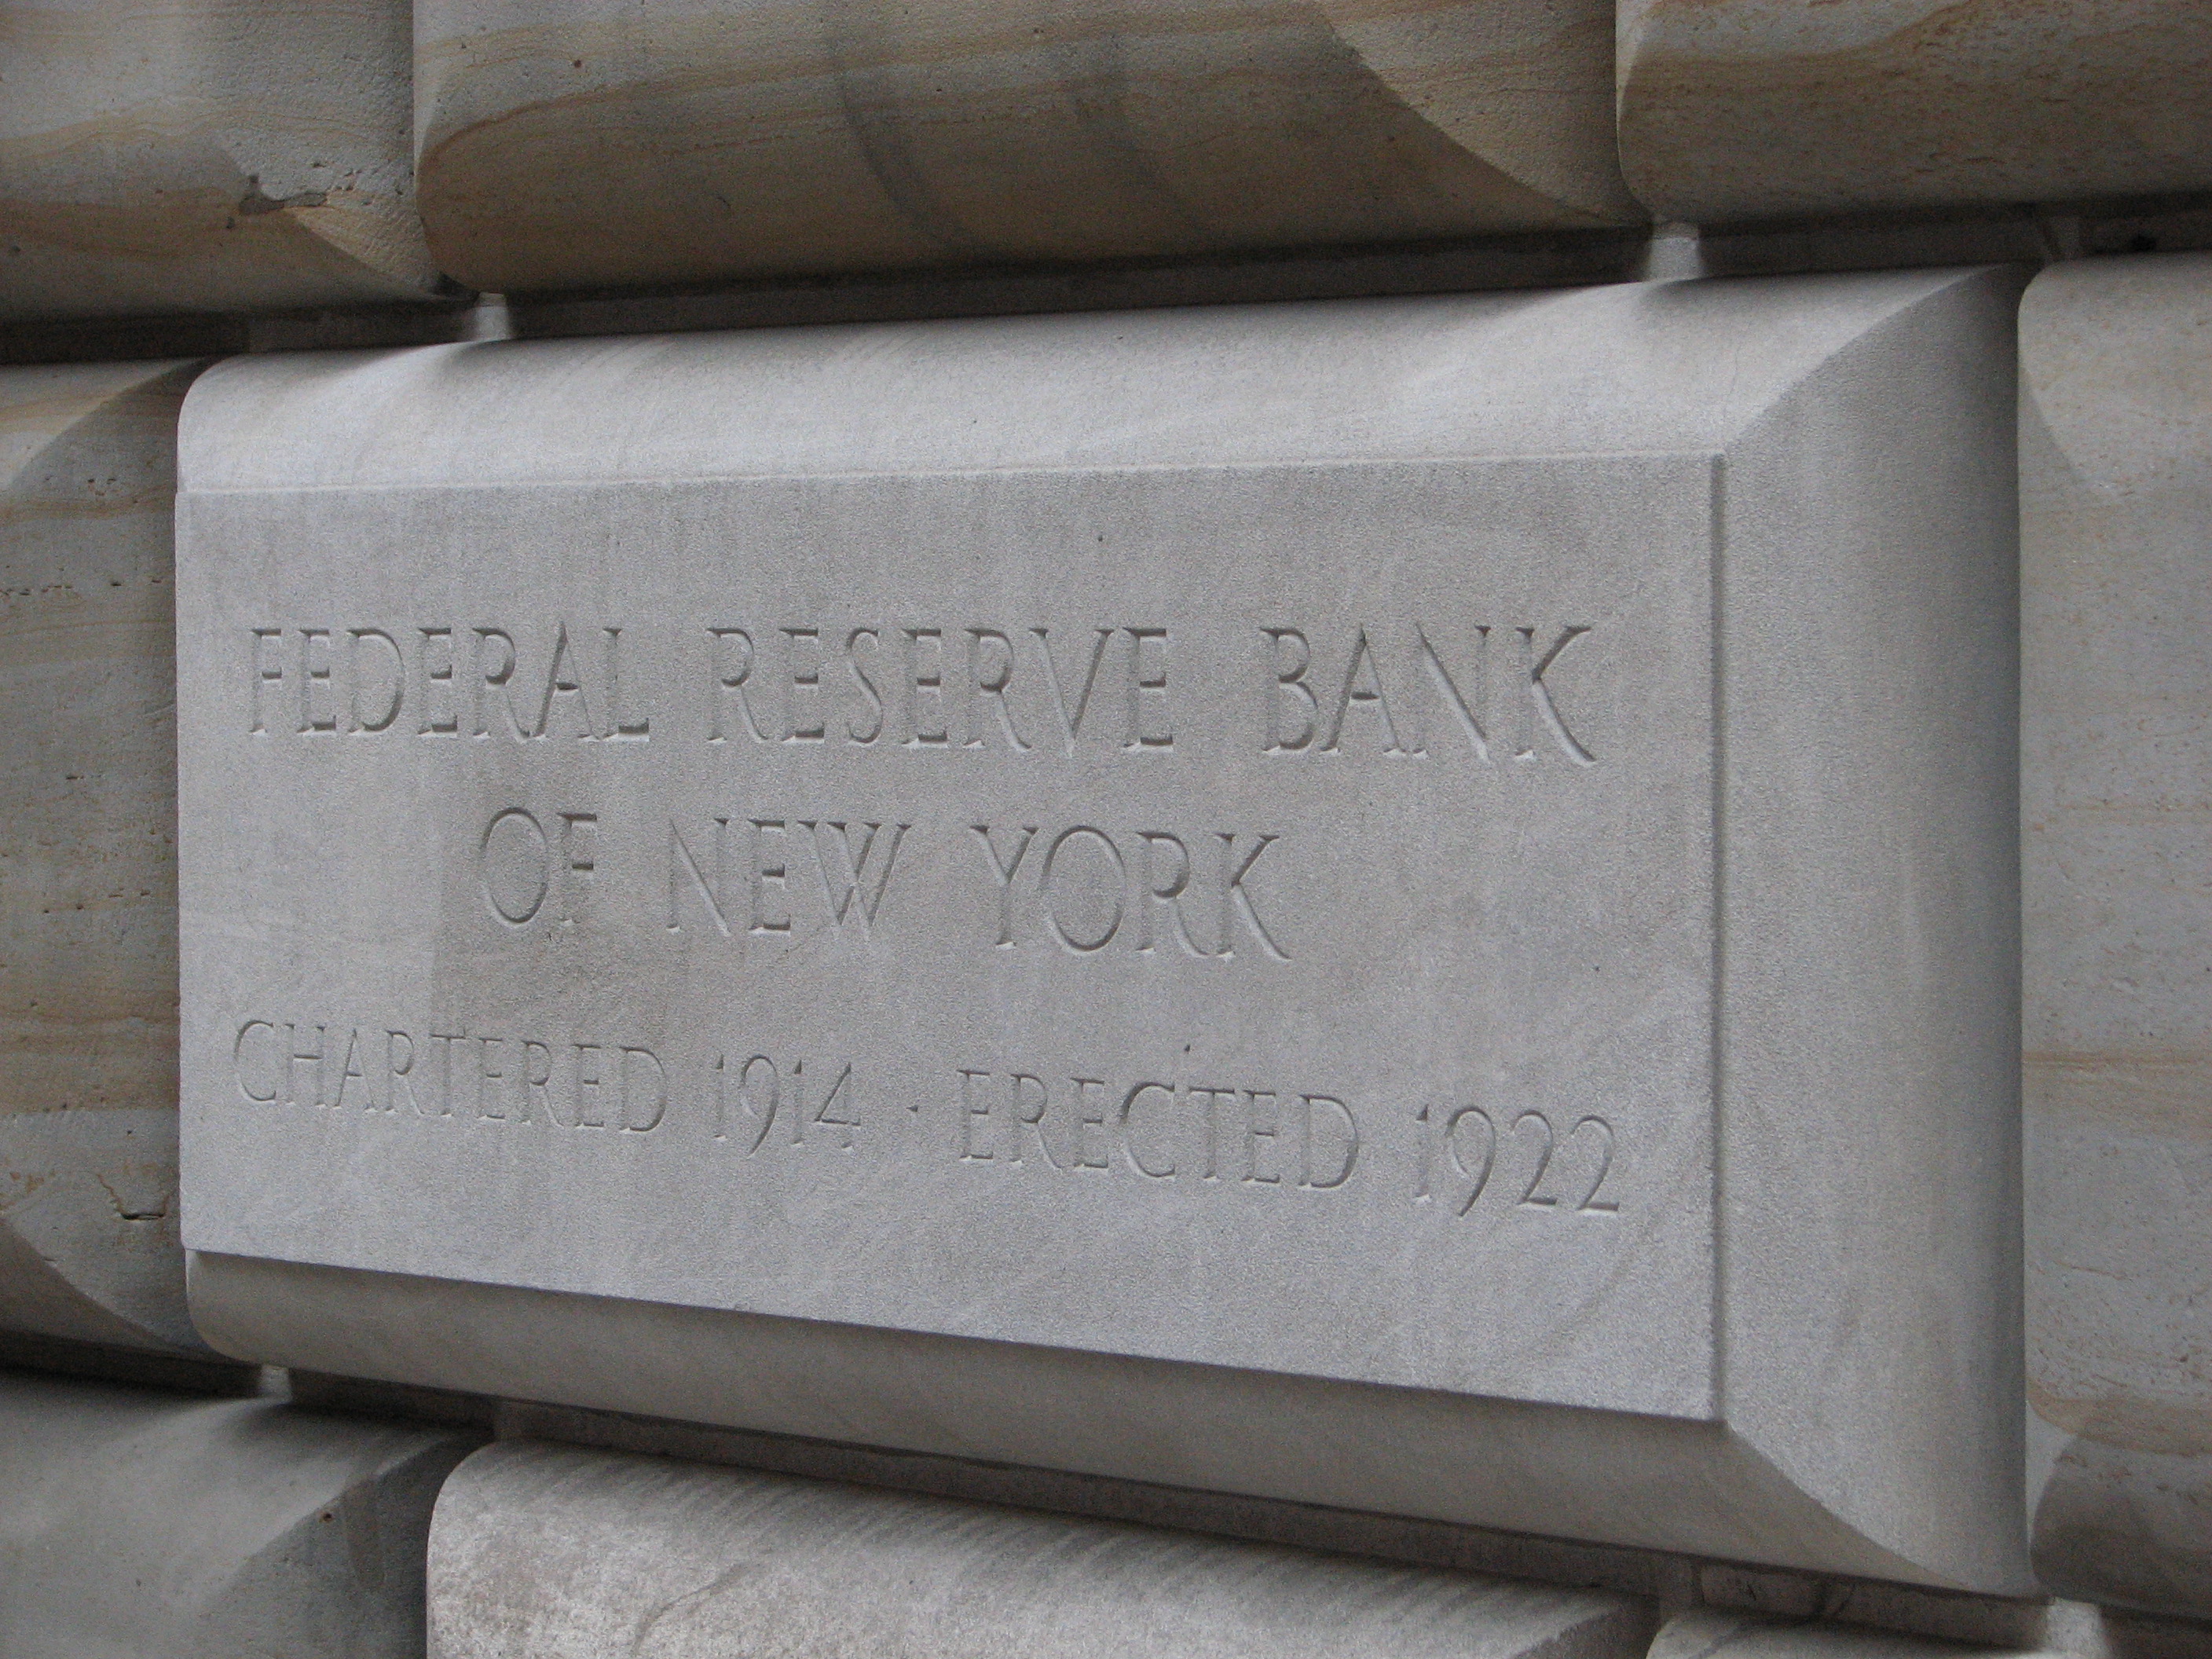 FEDERAL RESERVE BANK
OF NEW YORK
CHARTERED 1914 · ERECTED 1922